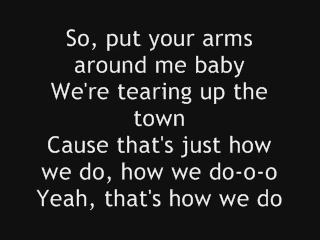 So, put your arms
around me baby
We're tearing up the
town
Cause that's just how
we do, how we do-o-o
Yeah, that's how we do